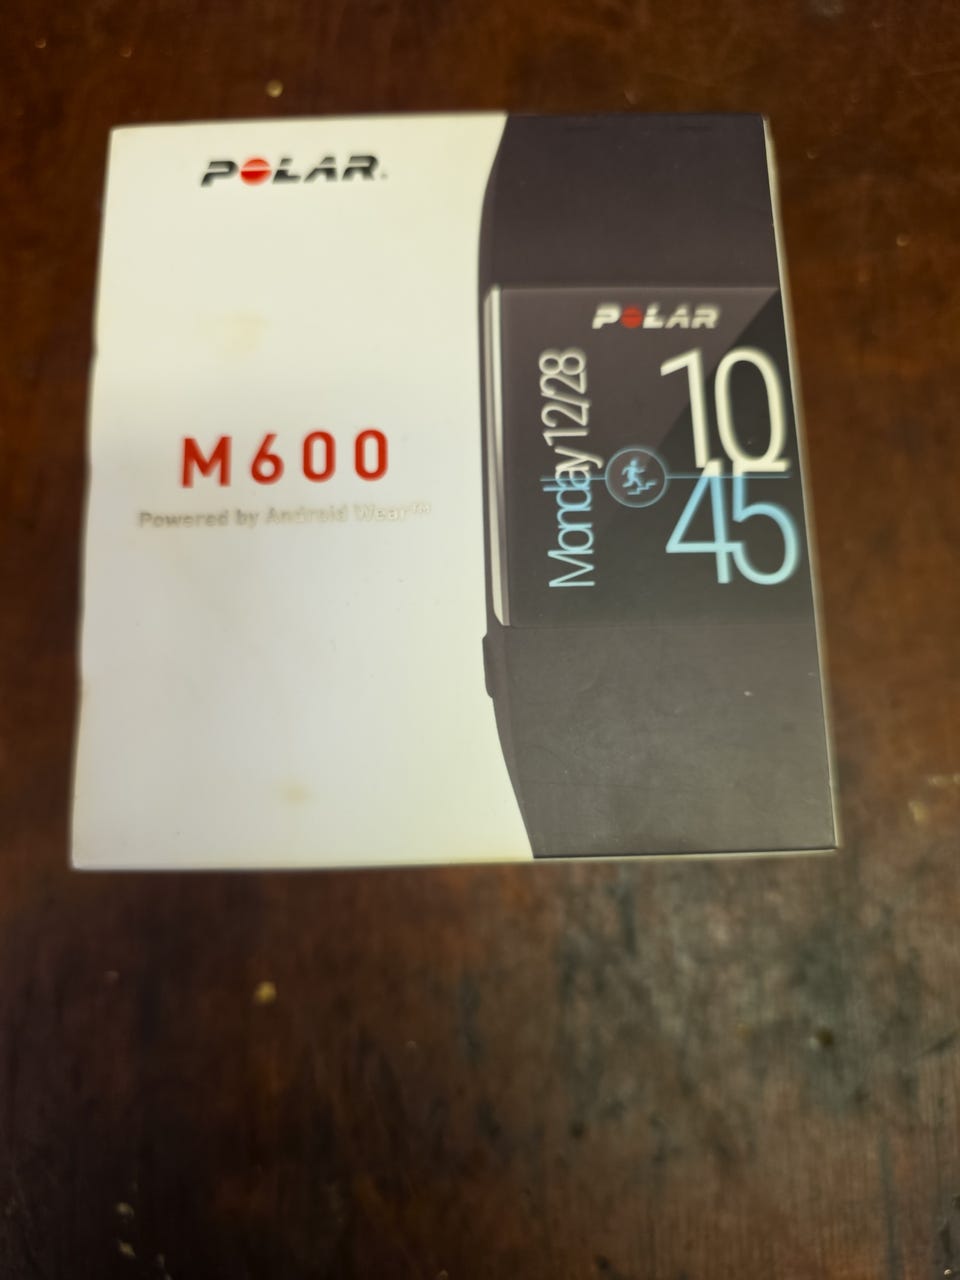 POLAR
M600
Powered by Android Wear™
POLAR
Monday 12/28
10
45